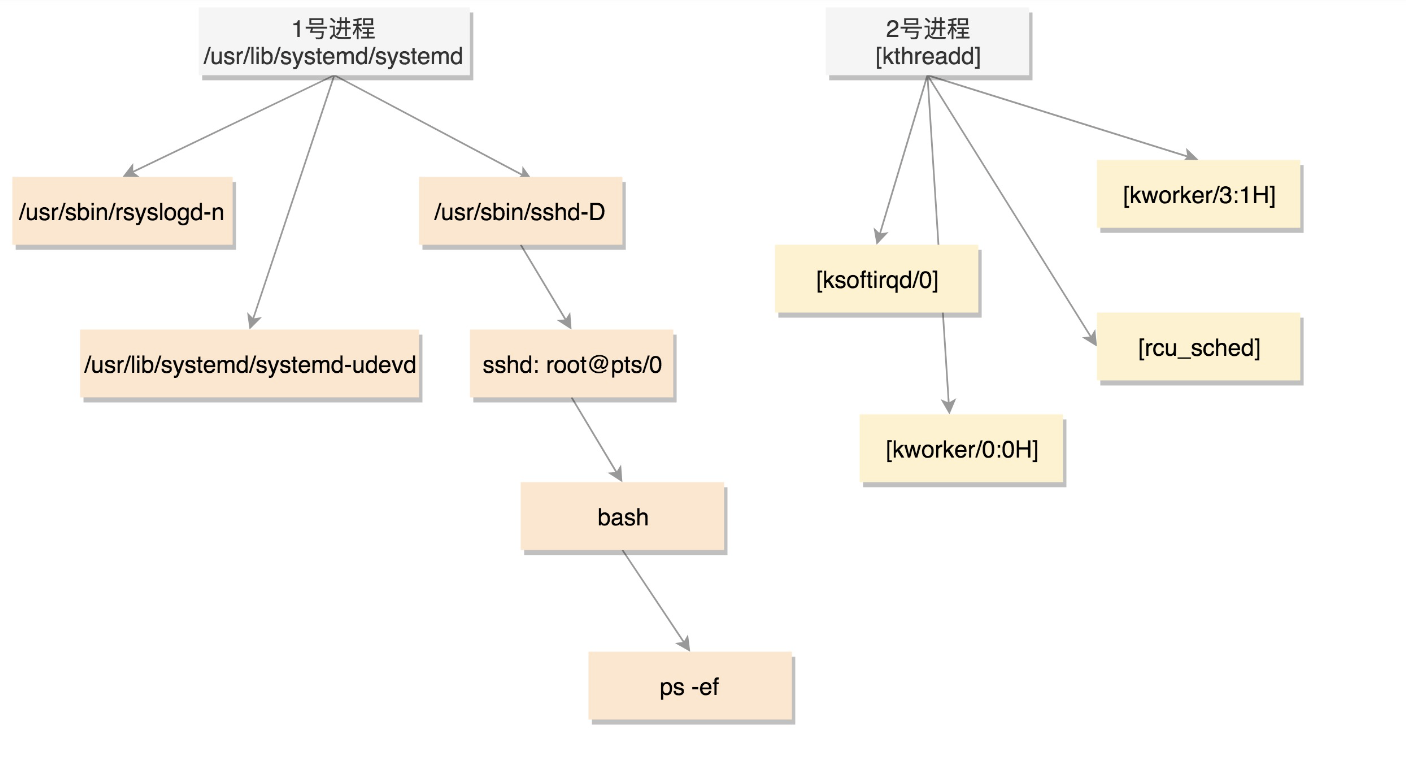 1号进程
/usr/lib/systemd/systemd
2号进程
[kthreadd]
/usr/sbin/rsyslogd-n
/usr/sbin/sshd-D
[kworker/3:1H]
[ksoftirqd/0]
/usr/lib/systemd/systemd-udevd
sshd: root@pts/0
[rcu_sched]
[kworker/0:0H]
bash
ps -ef